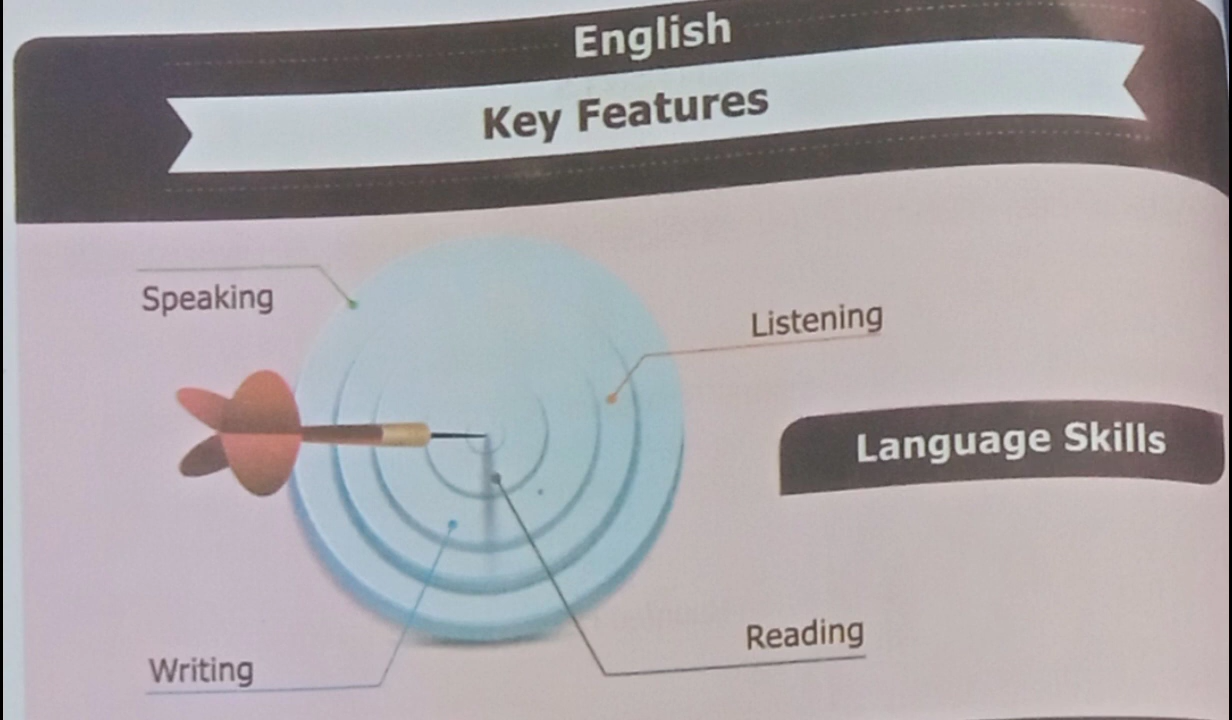 English
Key Features
Speaking
Listening
Language Skills
Reading
Writing